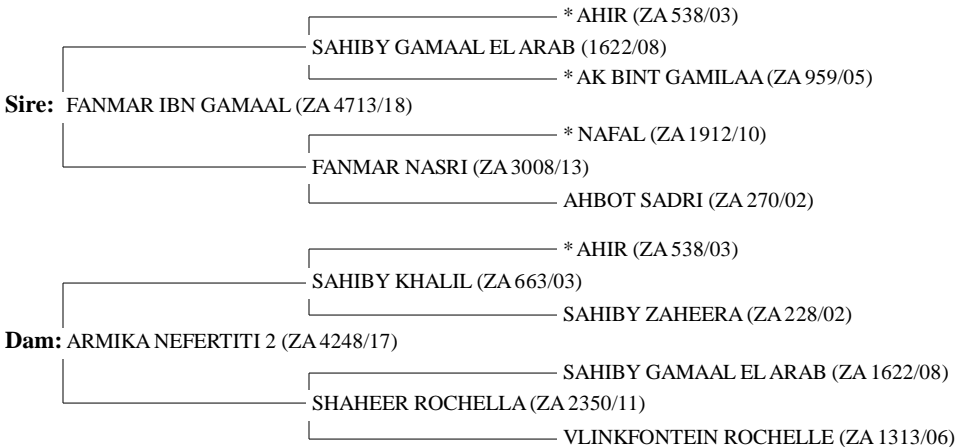 * AHIR (ZA 538/03)
SAHIBY GAMAAL EL ARAB (1622/08)
* AK BINT GAMILAA (ZA 959/05)
Sire: FANMAR IBN GAMAAL (ZA 4713/18)
* NAFAL (ZA 1912/10)
FANMAR NASRI (ZA 3008/13)
AHBOT SADRI (ZA 270/02)
* AHIR (ZA 538/03)
SAHIBY KHALIL (ZA 663/03)
SAHIBY ZAHEERA (ZA 228/02)
Dam: ARMIKA NEFERTITI 2 (ZA 4248/17)
SAHIBY GAMAAL EL ARAB (ZA 1622/08)
SHAHEER ROCHELLA (ZA 2350/11)
VLINKFONTEIN ROCHELLE (ZA 1313/06)